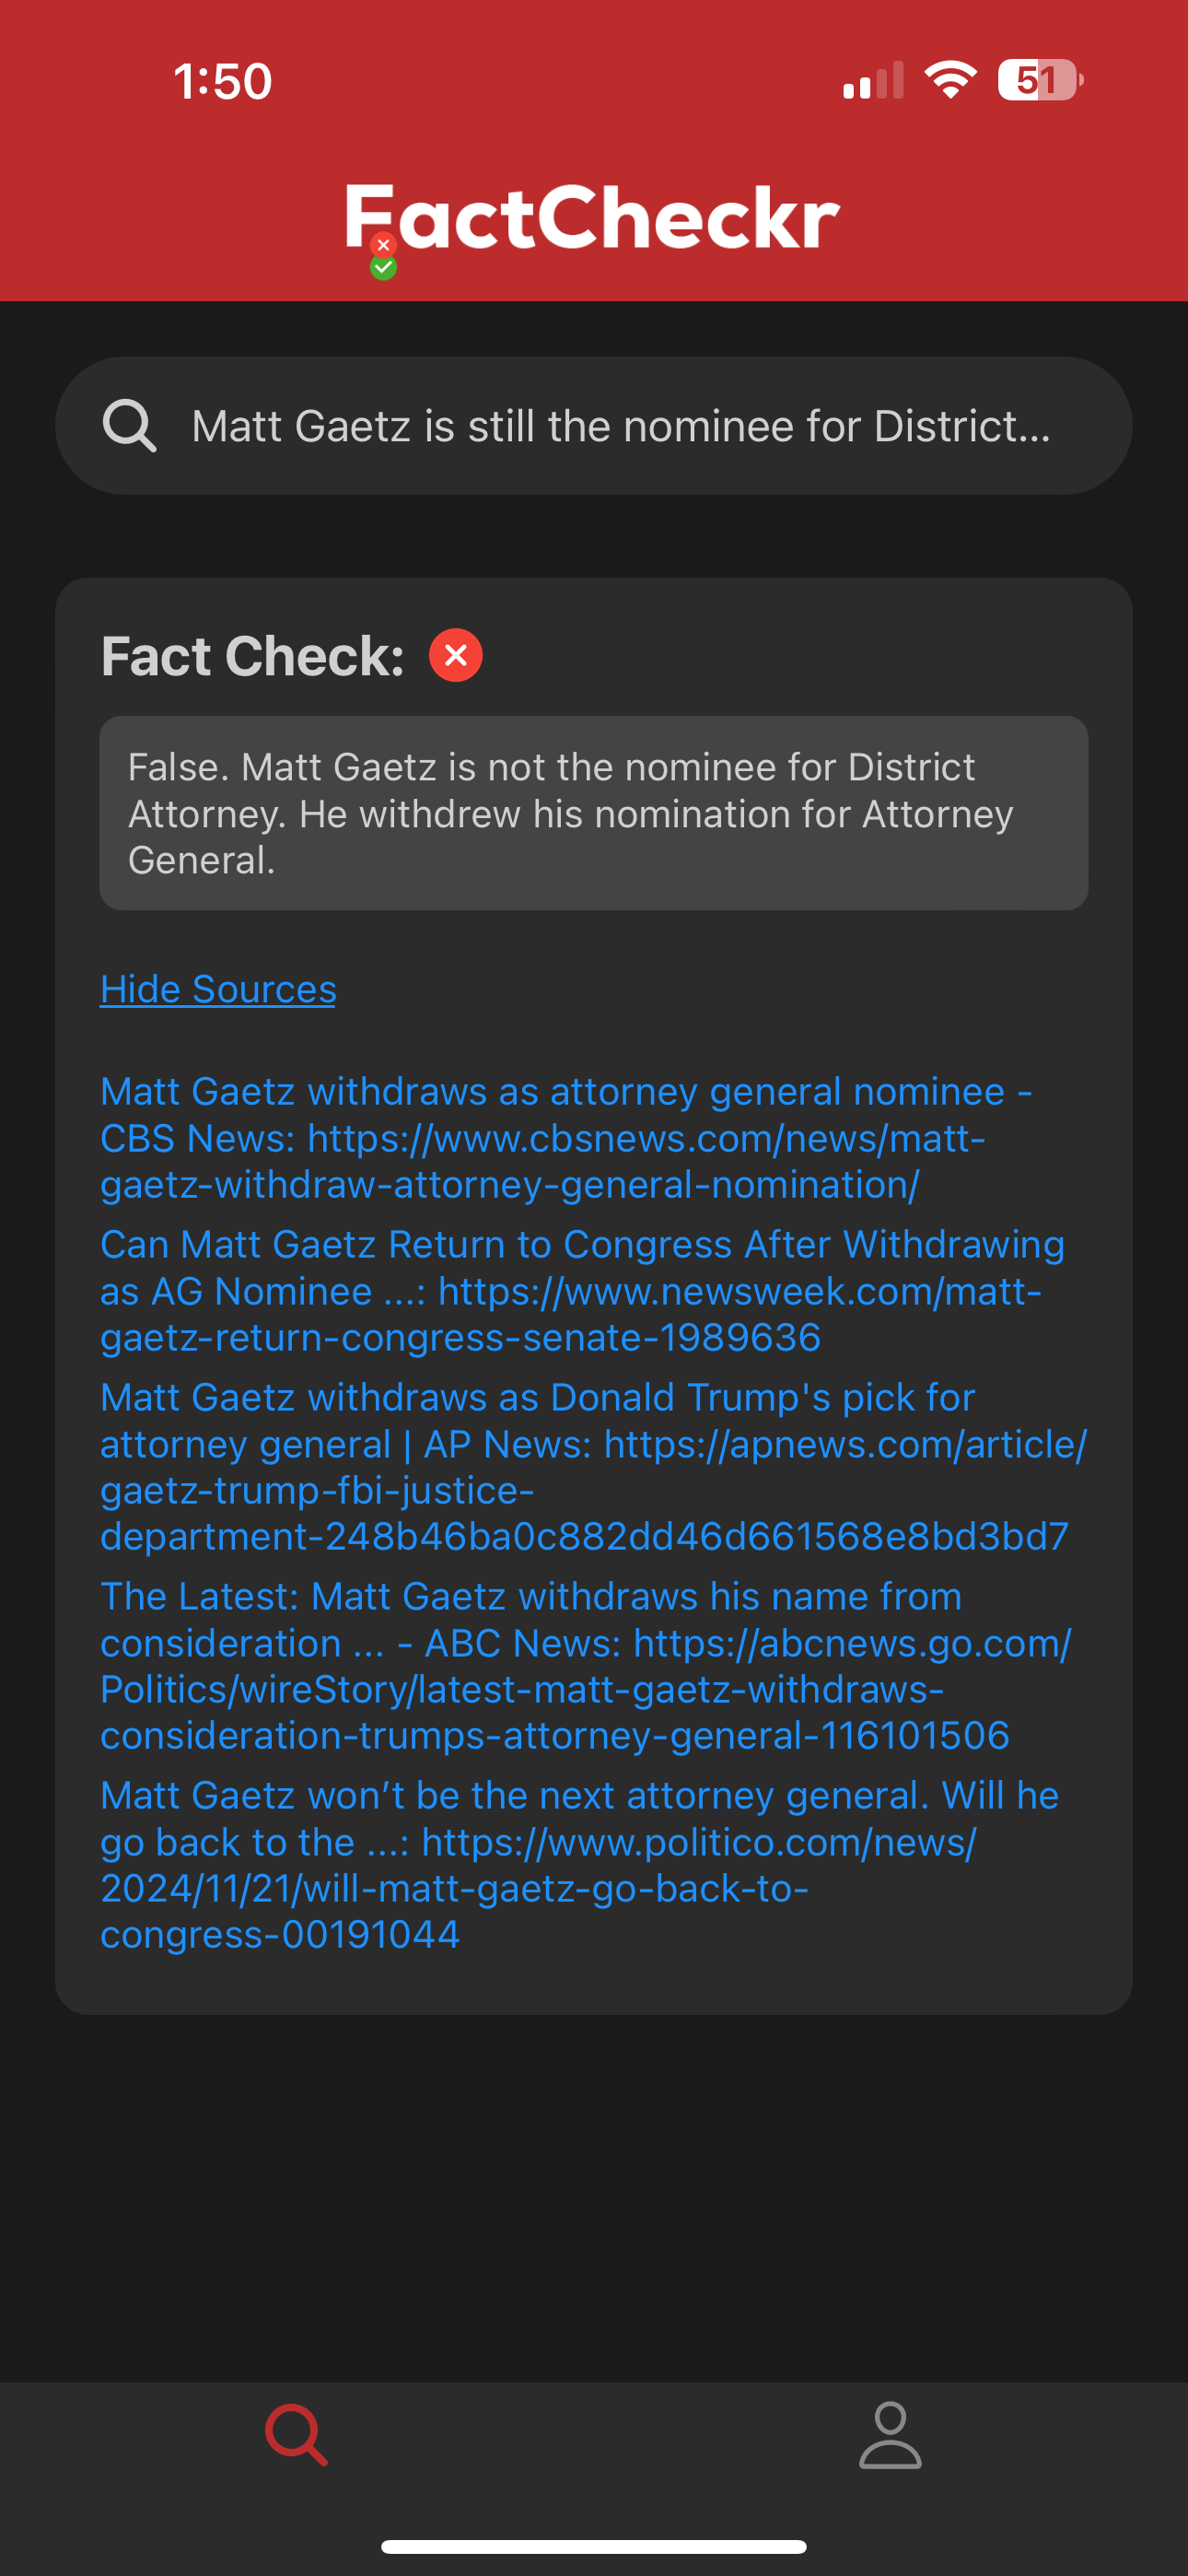 1:50
51
FactCheckr
Matt Gaetz is still the nominee for District...
Fact Check:
False. Matt Gaetz is not the nominee for District
Attorney. He withdrew his nomination for Attorney
General.
Hide Sources
Matt Gaetz withdraws as attorney general nominee -
CBS News: https://www.cbsnews.com/news/matt-
gaetz-withdraw-attorney-general-nomination/
Can Matt Gaetz Return to Congress After Withdrawing
as AG Nominee ...: https://www.newsweek.com/matt-
gaetz-return-congress-senate-1989636
Matt Gaetz withdraws as Donald Trump's pick for
attorney general | AP News: https://apnews.com/article/
gaetz-trump-fbi-justice-
department-248b46ba0c882dd46d661568e8bd3bd7
The Latest: Matt Gaetz withdraws his name from
consideration ... - ABC News: https://abcnews.go.com/
Politics/wireStory/latest-matt-gaetz-withdraws-
consideration-trumps-attorney-general-116101506
Matt Gaetz won’t be the next attorney general. Will he
go back to the ...: https://www.politico.com/news/
2024/11/21/will-matt-gaetz-go-back-to-
congress-00191044